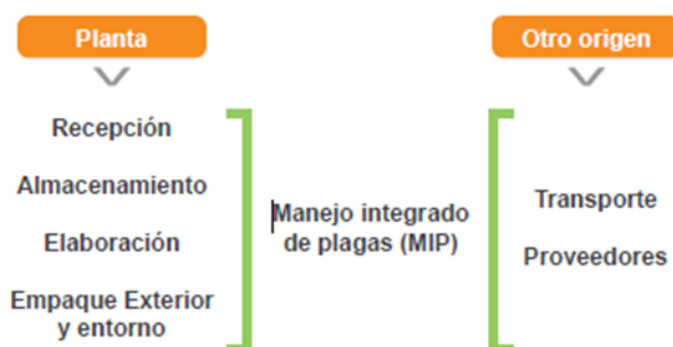 Planta
Recepción
Almacenamiento
Elaboración
Empaque Exterior
y entorno
Manejo integrado
de plagas (MIP)
Otro origen
Transporte
Proveedores